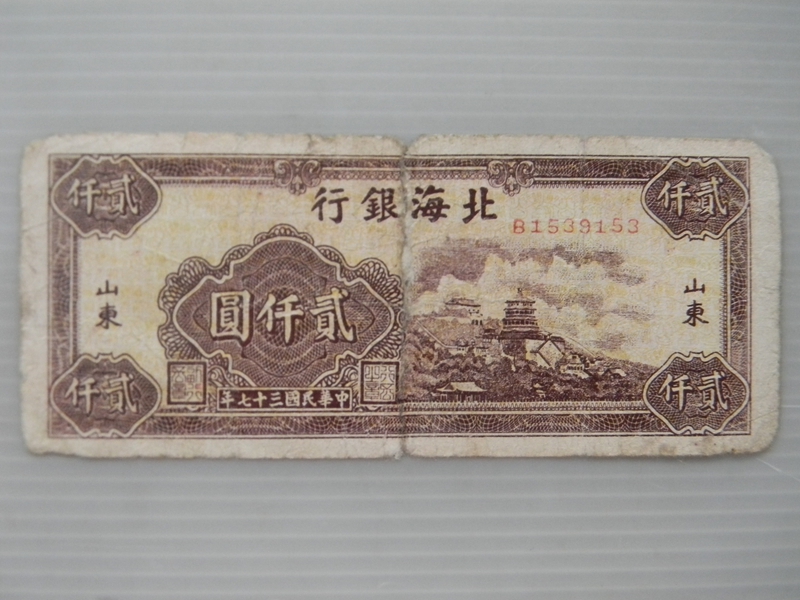 北海銀行
B1539153
貳仟
貳仟
山東
山東
貳仟圓
中華民國三十七年
貳仟
貳仟